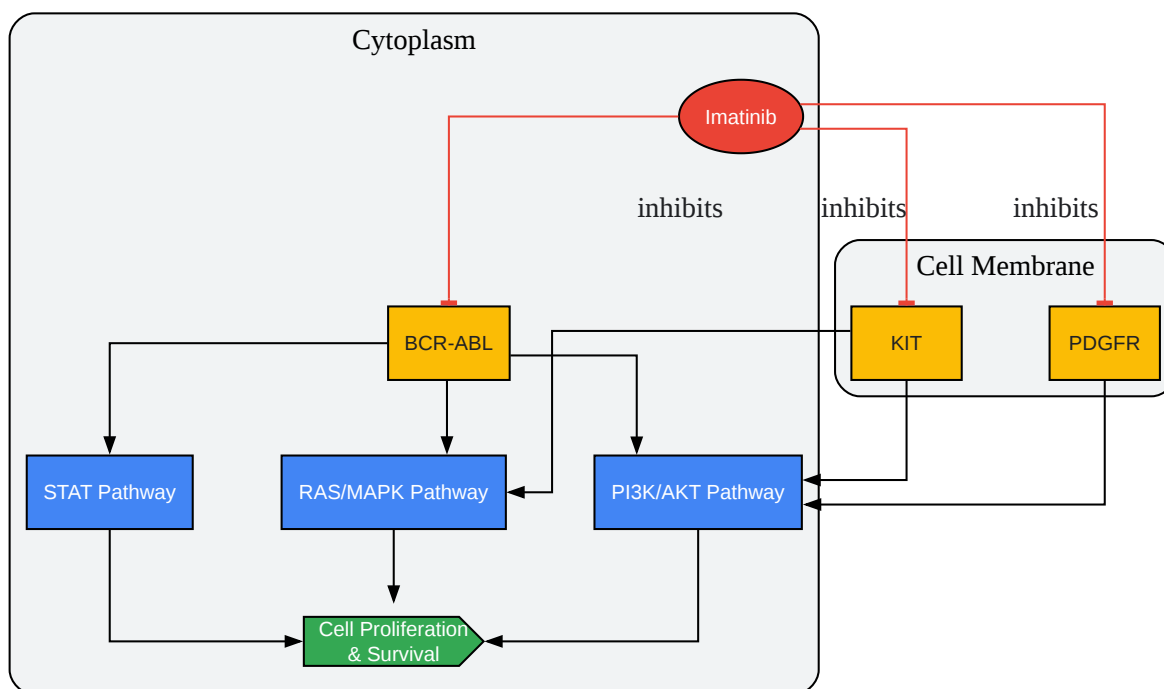 Cytoplasm
Imatinib
inhibits
inhibits
inhibits
Cell Membrane
BCR-ABL
KIT
PDGFR
STAT Pathway
RAS/MAPK Pathway
PI3K/AKT Pathway
Cell Proliferation
& Survival